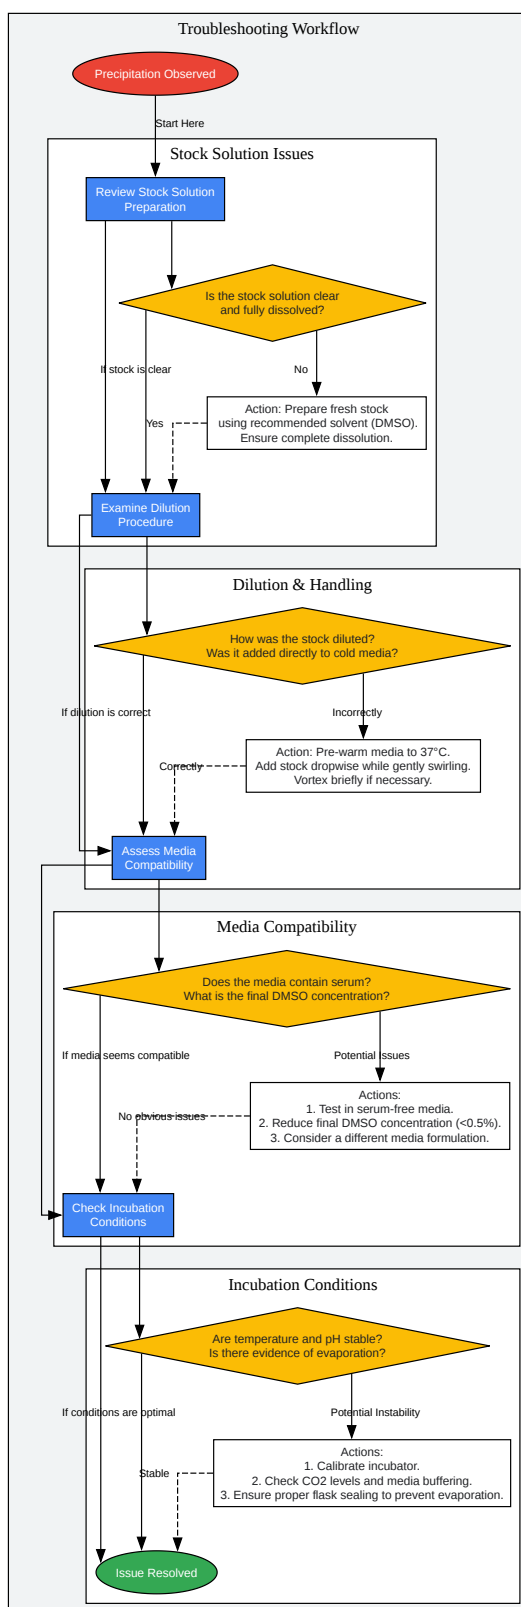 Troubleshooting Workflow
Precipitation Observed
Start Here
Stock Solution Issues
Review Stock Solution
Preparation
Is the stock solution clear
and fully dissolved?
If stock is clear
No
Action: Prepare fresh stock
using recommended solvent (DMSO).
Ensure complete dissolution.
Yes
Examine Dilution
Procedure
Dilution & Handling
How was the stock diluted?
Was it added directly to cold media?
If dilution is correct
Incorrectly
Action: Pre-warm media to 37°C.
Add stock dropwise while gently swirling.
Vortex briefly if necessary.
Correctly
Assess Media
Compatibility
Media Compatibility
Does the media contain serum?
What is the final DMSO concentration?
If media seems compatible
Potential Issues
Actions:
1. Test in serum-free media.
2. Reduce final DMSO concentration (<0.5%).
3. Consider a different media formulation.
No obvious issues
Check Incubation
Conditions
Incubation Conditions
Are temperature and pH stable?
Is there evidence of evaporation?
If conditions are optimal
Potential Instability
Actions:
1. Calibrate incubator.
2. Check CO2 levels and media buffering.
3. Ensure proper flask sealing to prevent evaporation.
Stable
Issue Resolved